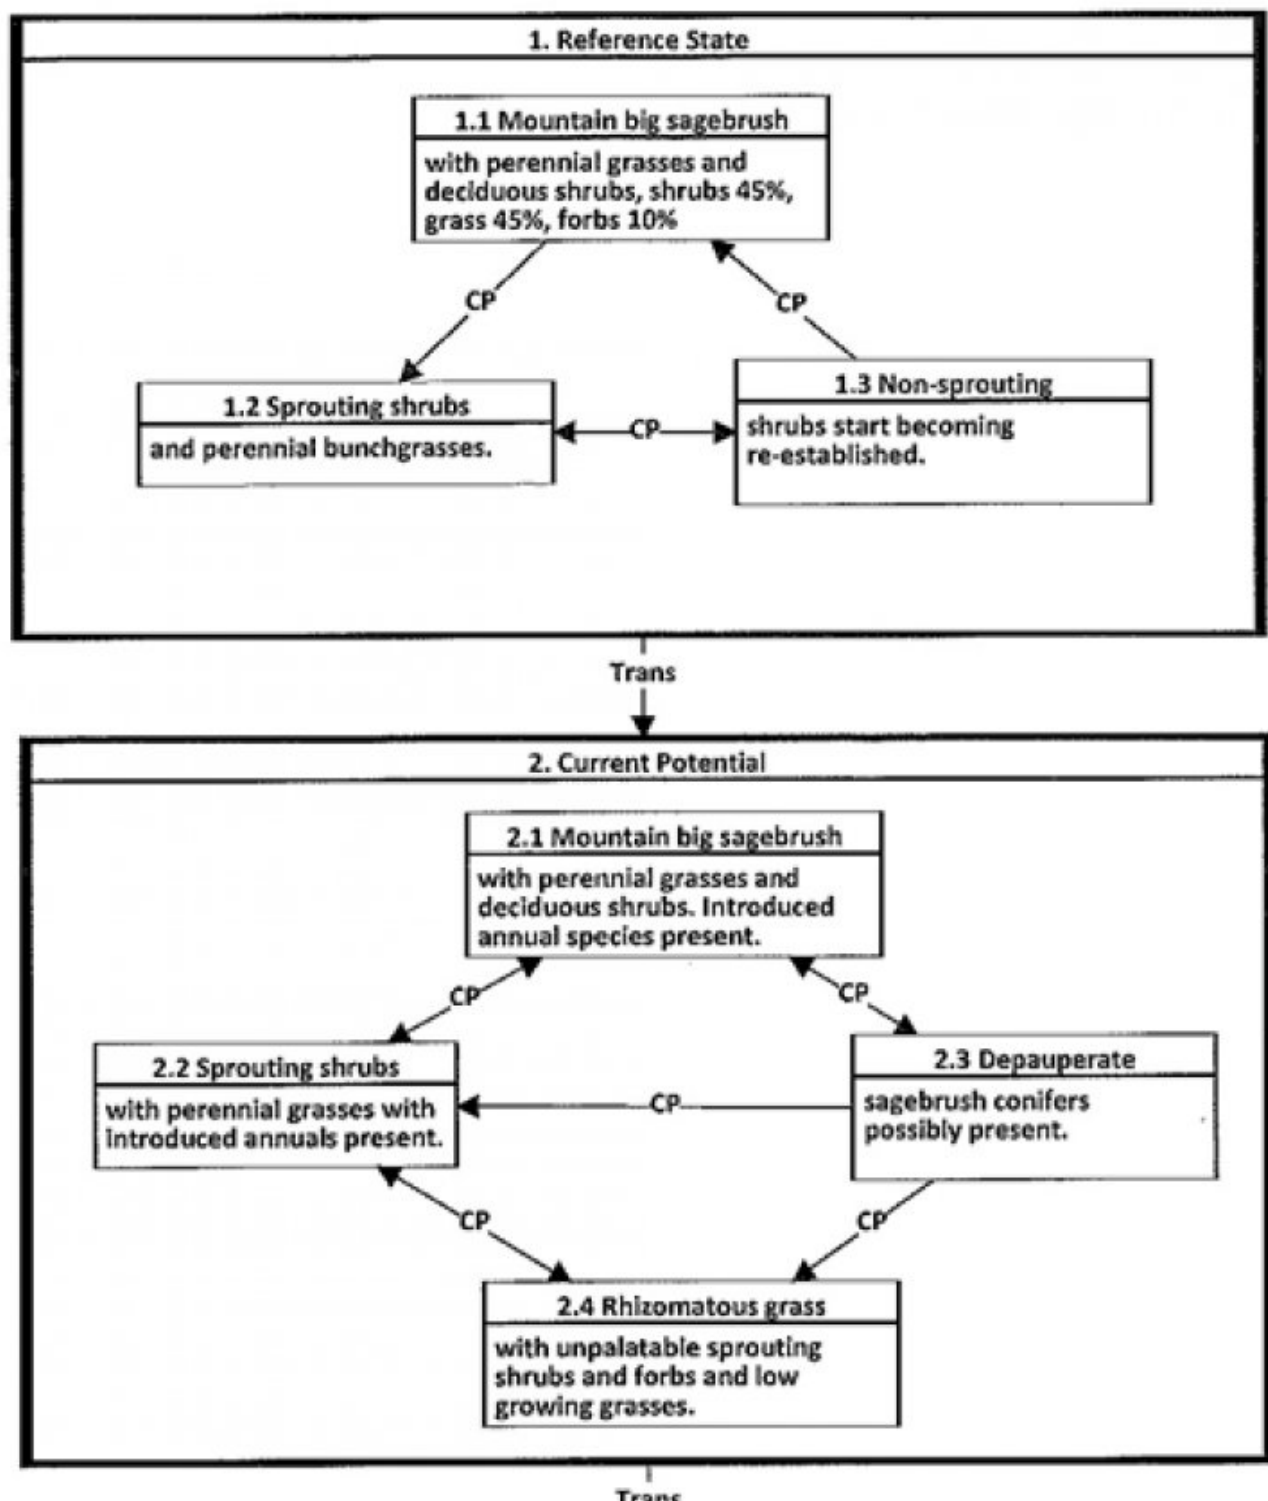 1. Reference State
1.1 Mountain big sagebrush
with perennial grasses and
deciduous shrubs, shrubs 45%,
grass 45%, forbs 10%
CP
CP
1.3 Non-sprouting
shrubs start becoming
re-established.
1.2 Sprouting shrubs
and perennial bunchgrasses.
CP
Trans
2. Current Potential
2.1 Mountain big sagebrush
with perennial grasses and
deciduous shrubs. Introduced
annual species present.
CP
CP
2.2 Sprouting shrubs
with perennial grasses with
introduced annuals present.
CP
2.3 Depauperate
sagebrush conifers
possibly present.
CP
CP
2.4 Rhizomatous grass
with unpalatable sprouting
shrubs and forbs and low
growing grasses.
Trans